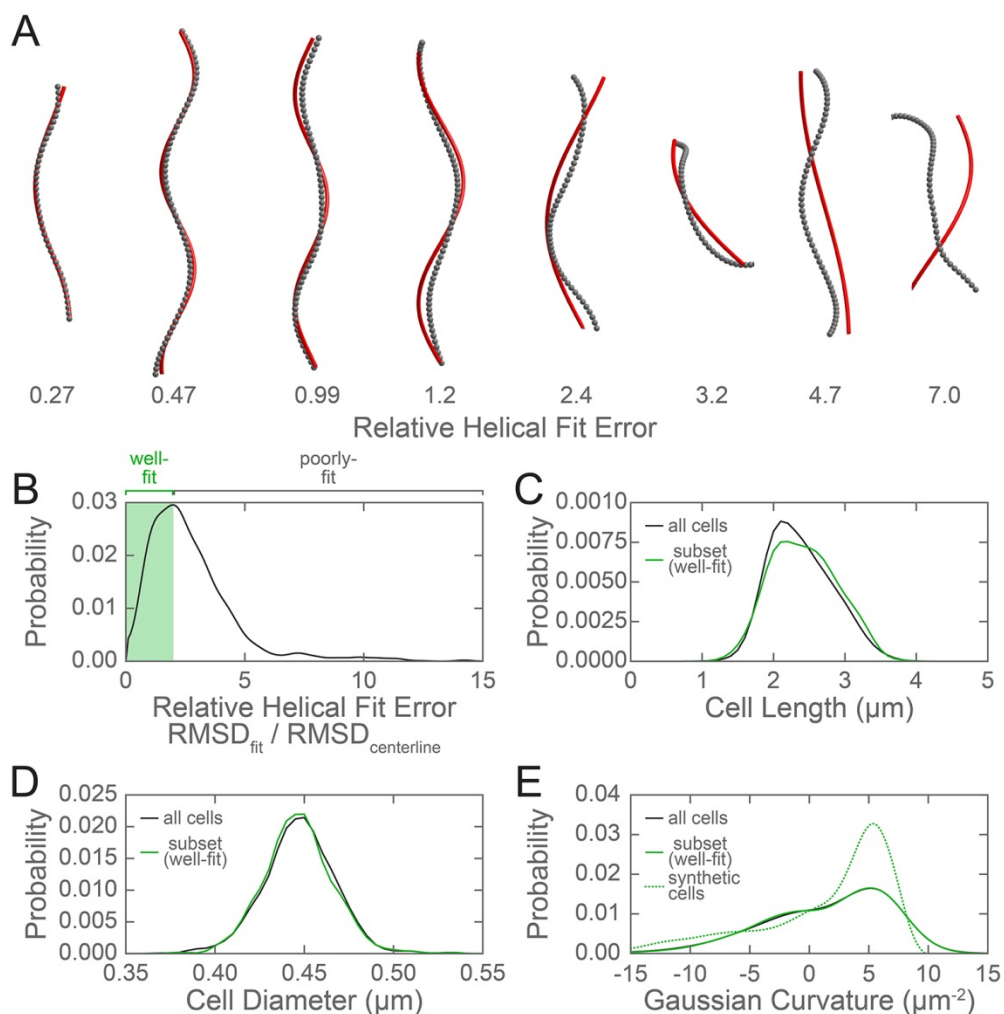 A
0.27 0.47 0.99 1.2 2.4 3.2 4.7 7.0
Relative Helical Fit Error
B
well-
fit
poorly-
fit
Probability
0.03
0.02
0.01
0.00
0 5 10 15
Relative Helical Fit Error
RMSDfit / RMSDcenterline
C
Probability
0.0010
0.0075
0.0050
0.0025
0.0000
all cells
subset
(well-fit)
0 1 2 3 4 5
Cell Length (µm)
D
Probability
0.025
0.020
0.015
0.010
0.005
0.000
all cells
subset
(well-fit)
0.35 0.40 0.45 0.50 0.55
Cell Diameter (µm)
E
Probability
0.04
0.03
0.02
0.01
0.00
all cells
subset
(well-fit)
synthetic
cells
-15 -10 -5 0 5 10 15
Gaussian Curvature (µm-2)